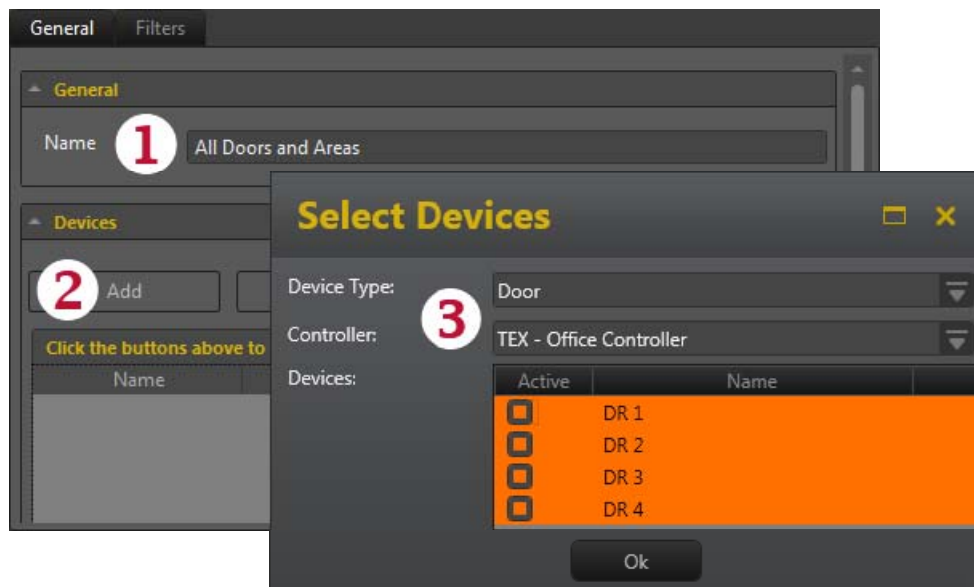 General Filters
General
Name 1 All Doors and Areas
Devices
2 Add
Click the buttons above to
Name
Select Devices
Device Type: Door
3
Controller: TEX - Office Controller
Devices:
Active Name
DR 1
DR 2
DR 3
DR 4
Ok